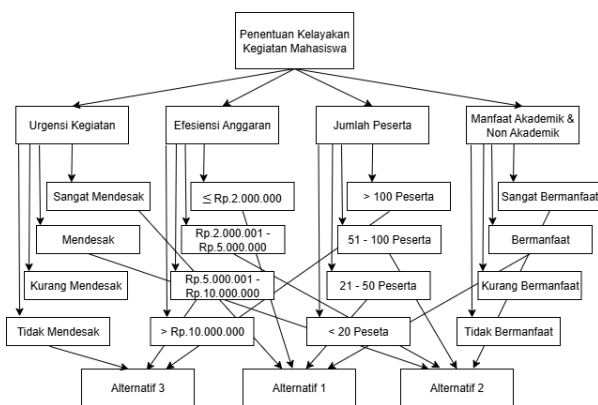 Penentuan Kelayakan
Kegiatan Mahasiswa
Urgensi Kegiatan
Efesiensi Anggaran
Jumlah Peserta
Manfaat Akademik &
Non Akademik
Sangat Mendesak
≤ Rp.2.000.000
> 100 Peserta
Sangat Bermanfaat
Mendesak
Rp.2.000.001 -
Rp.5.000.000
51 - 100 Peserta
Bermanfaat
Kurang Mendesak
Rp.5.000.001 -
Rp.10.000.000
21 - 50 Peserta
Kurang Bermanfaat
Tidak Mendesak
> Rp.10.000.000
< 20 Peseta
Tidak Bermanfaat
Alternatif 3
Alternatif 1
Alternatif 2